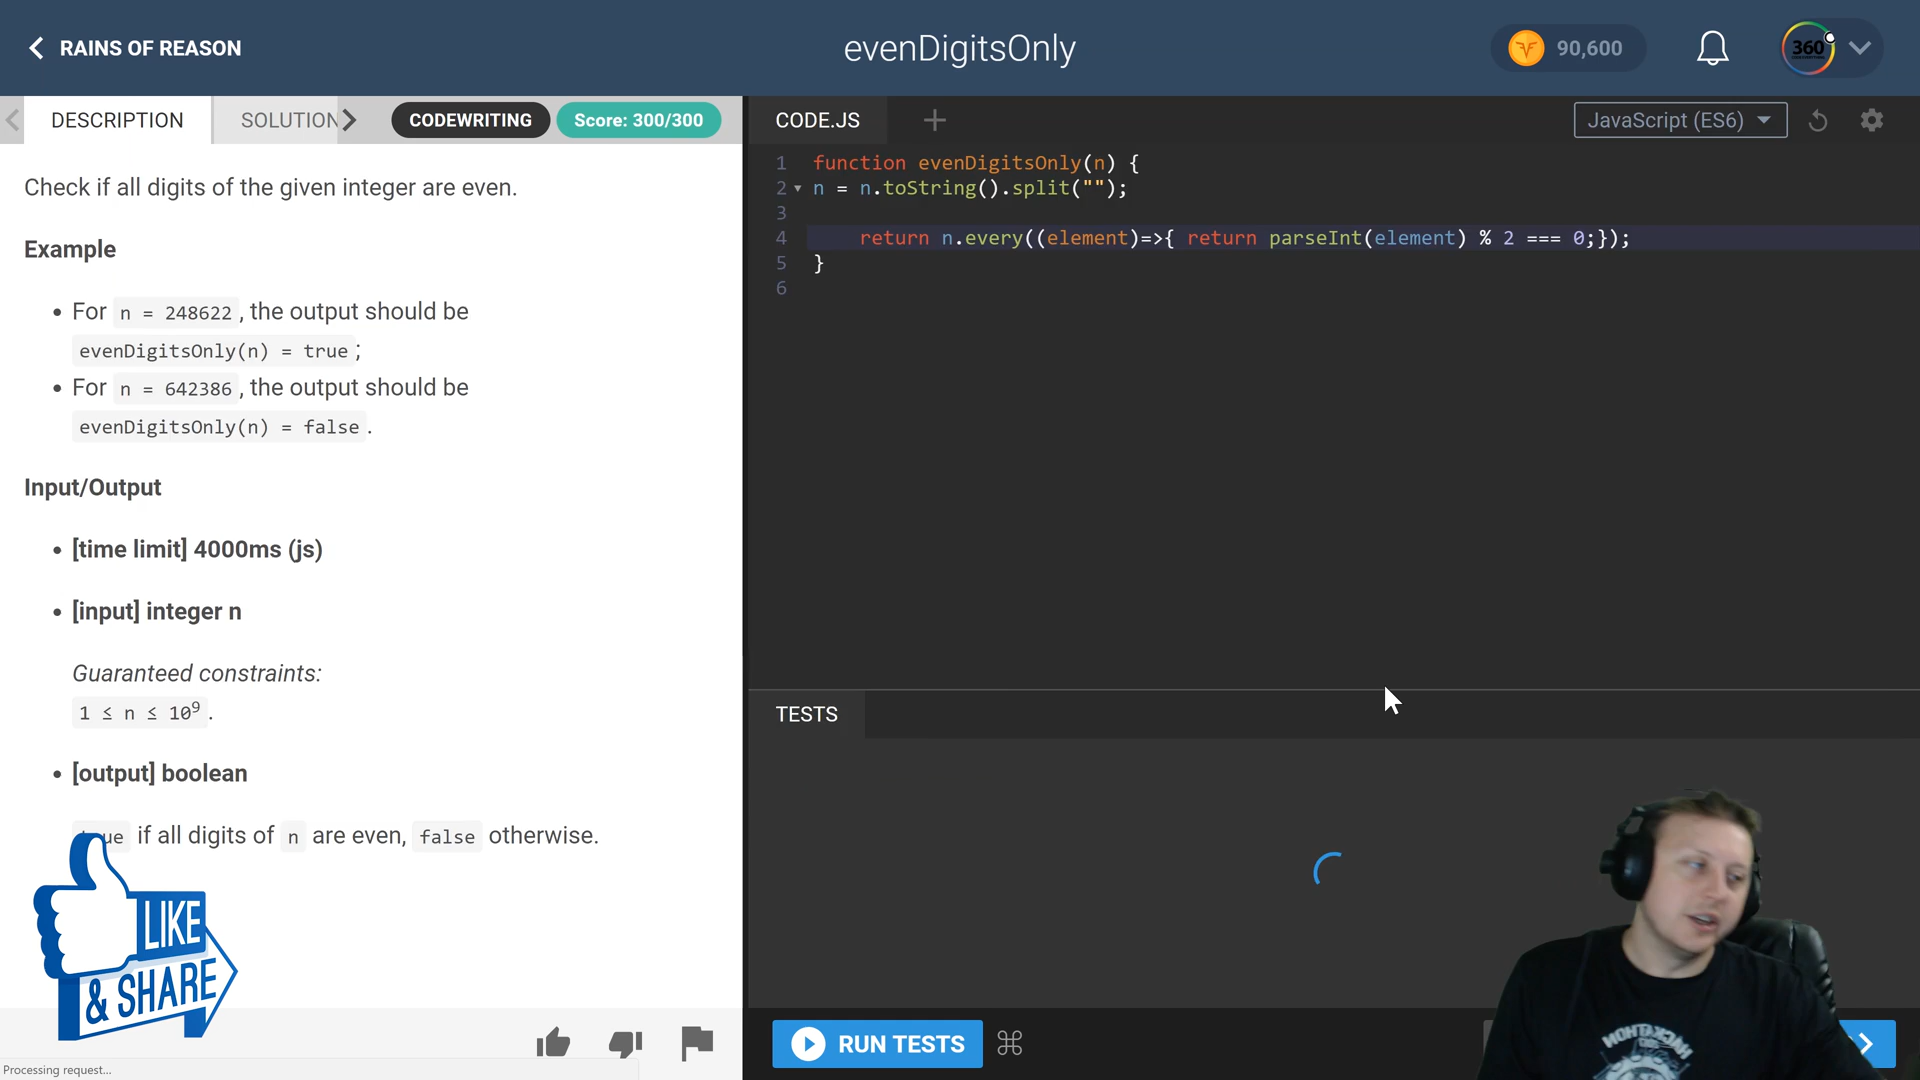 RAINS OF REASON
evenDigitsOnly
90,600
360
DESCRIPTION
SOLUTION
CODEWRITING
Score: 300/300
CODE.JS
JavaScript (ES6)
Check if all digits of the given integer are even.
Example
For n = 248622, the output should be
evenDigitsOnly(n) = true;
For n = 642386, the output should be
evenDigitsOnly(n) = false.
Input/Output
[time limit] 4000ms (js)
[input] integer n
Guaranteed constraints:
1 ≤ n ≤ 10⁹.
[output] boolean
true if all digits of n are even, false otherwise.
LIKE
& SHARE
Processing request...
1 function evenDigitsOnly(n) {
2 n = n.toString().split("");
3
4 return n.every((element)=>{ return parseInt(element) % 2 === 0;});
5 }
6
TESTS
RUN TESTS